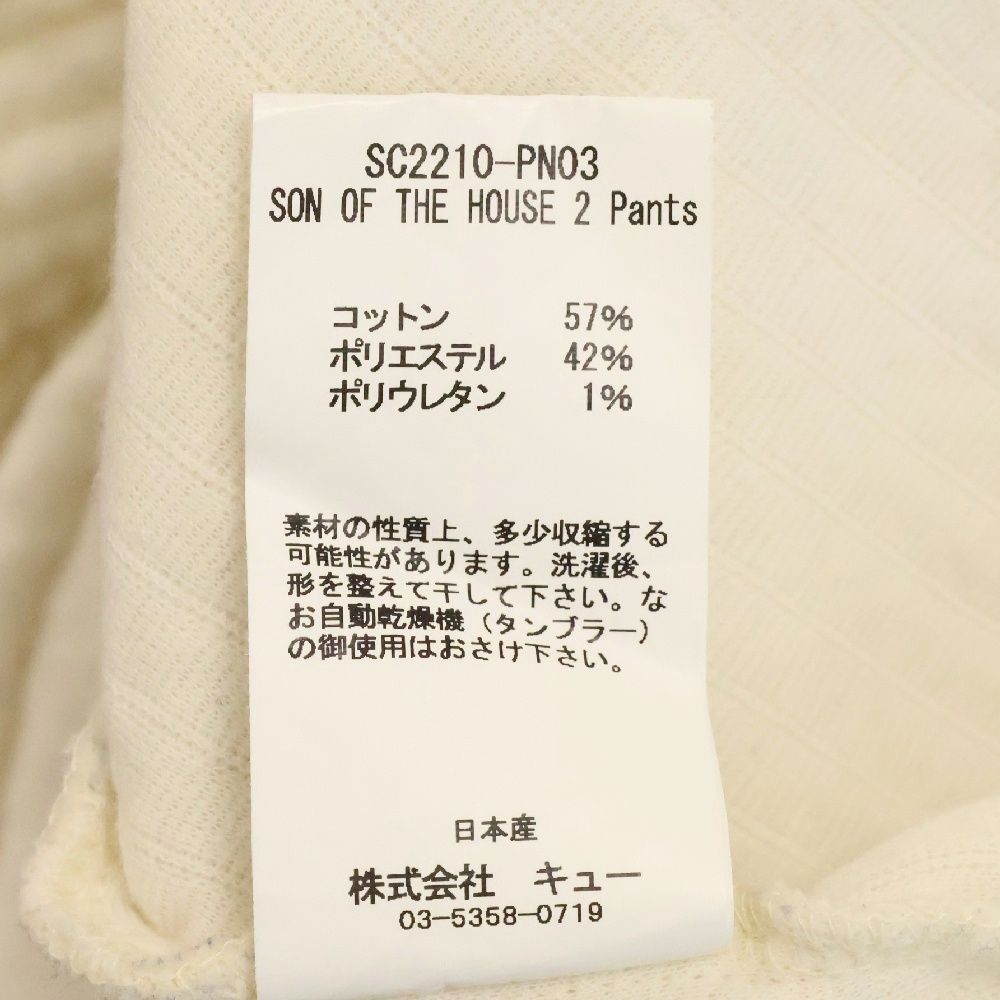 SC2210-PN03
SON OF THE HOUSE 2 Pants
コットン 57%
ポリエステル 42%
ポリウレタン 1%
素材の性質上、多少収縮する
可能性があります。洗濯後、
形を整えて干して下さい。な
お自動乾燥機（タンブラー）
の御使用はおさけ下さい。
日本産
株式会社 キュー
03-5358-0719